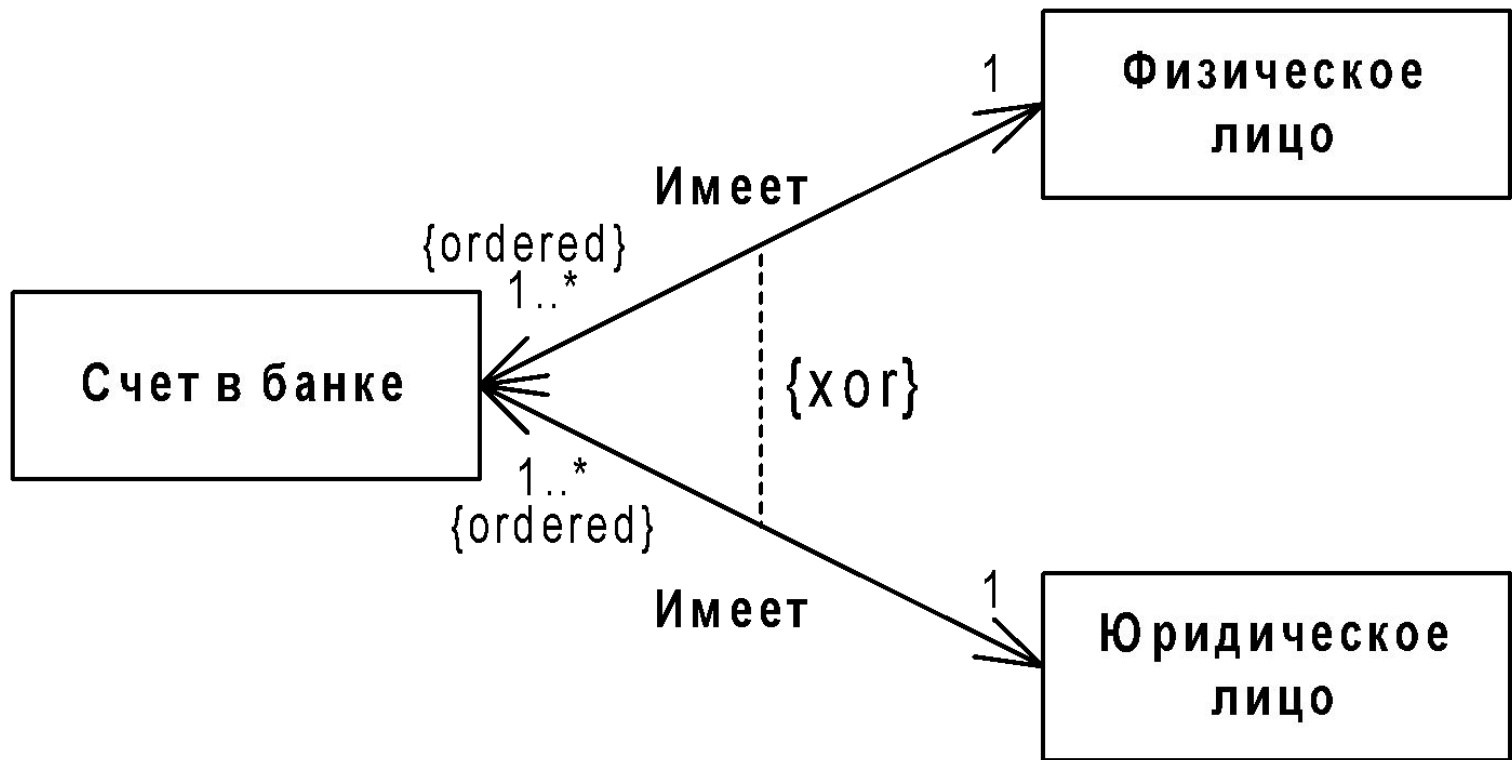 1
Физическое
лицо
Имеет
{ordered}
1..*
Счет в банке
{xor}
1..*
{ordered}
Имеет
1
Юридическое
лицо